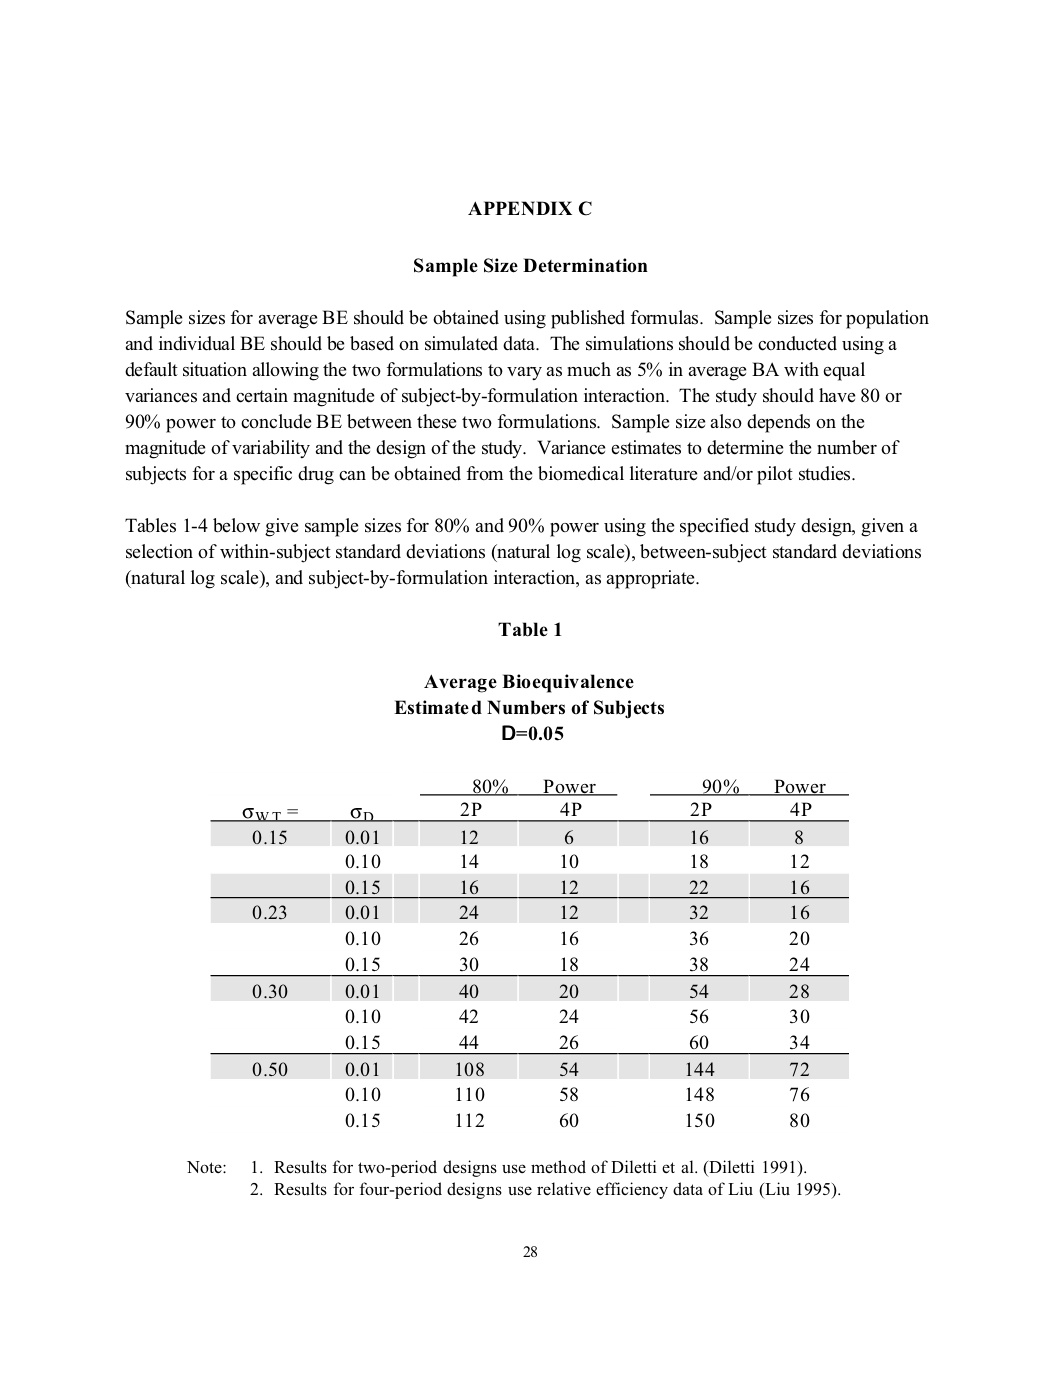 APPENDIX C
Sample Size Determination
Sample sizes for average BE should be obtained using published formulas. Sample sizes for population
and individual BE should be based on simulated data. The simulations should be conducted using a
default situation allowing the two formulations to vary as much as 5% in average BA with equal
variances and certain magnitude of subject-by-formulation interaction. The study should have 80 or
90% power to conclude BE between these two formulations. Sample size also depends on the
magnitude of variability and the design of the study. Variance estimates to determine the number of
subjects for a specific drug can be obtained from the biomedical literature and/or pilot studies.
Tables 1-4 below give sample sizes for 80% and 90% power using the specified study design, given a
selection of within-subject standard deviations (natural log scale), between-subject standard deviations
(natural log scale), and subject-by-formulation interaction, as appropriate.
Table 1
Average Bioequivalence
Estimated Numbers of Subjects
D=0.05
80% Power 90% Power
σWT = σD 2P 4P 2P 4P
0.15 0.01 12 6 16 8
0.10 14 10 18 12
0.15 16 12 22 16
0.23 0.01 24 12 32 16
0.10 26 16 36 20
0.15 30 18 38 24
0.30 0.01 40 20 54 28
0.10 42 24 56 30
0.15 44 26 60 34
0.50 0.01 108 54 144 72
0.10 110 58 148 76
0.15 112 60 150 80
Note: 1. Results for two-period designs use method of Diletti et al. (Diletti 1991).
2. Results for four-period designs use relative efficiency data of Liu (Liu 1995).
28